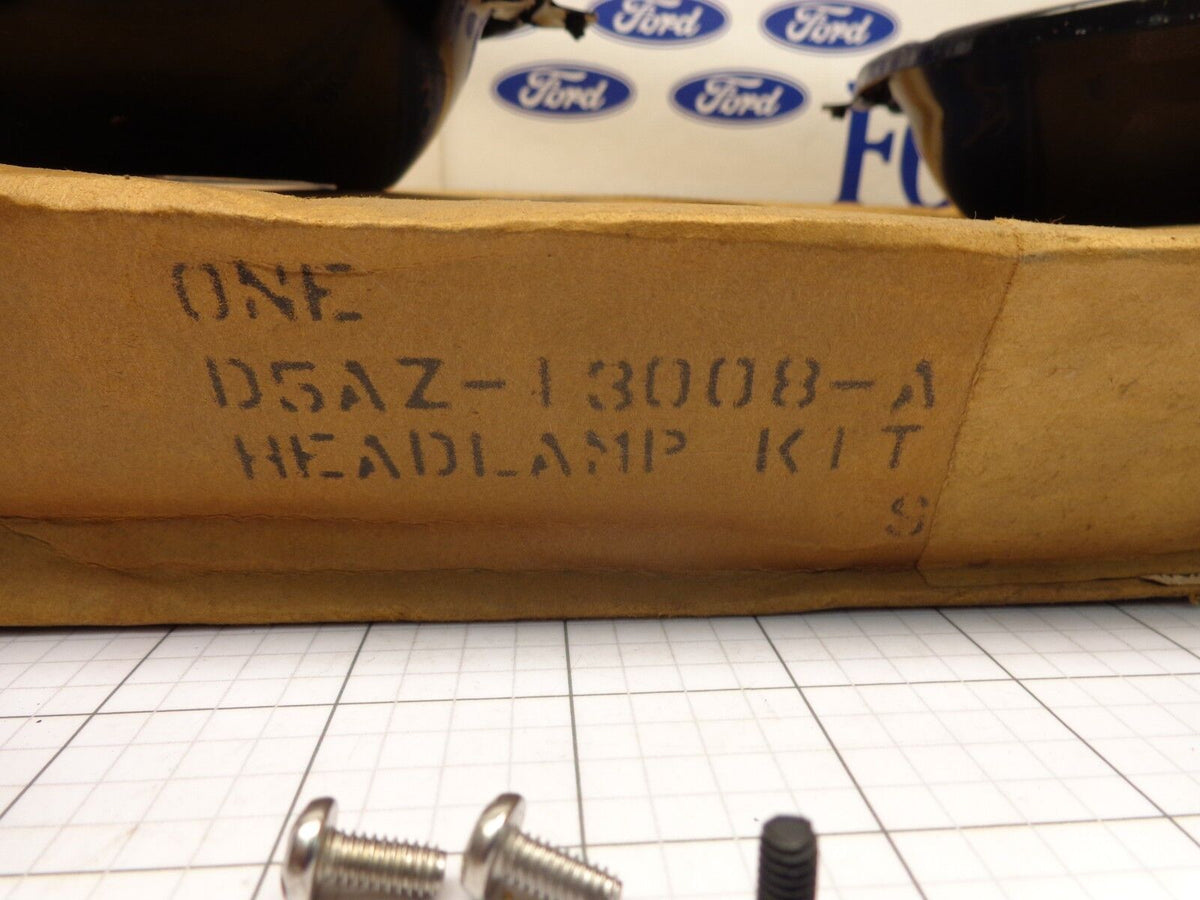 Ford Ford
Ford Ford
ONE
D5AZ-13008-A
HEADLAMP KIT
S